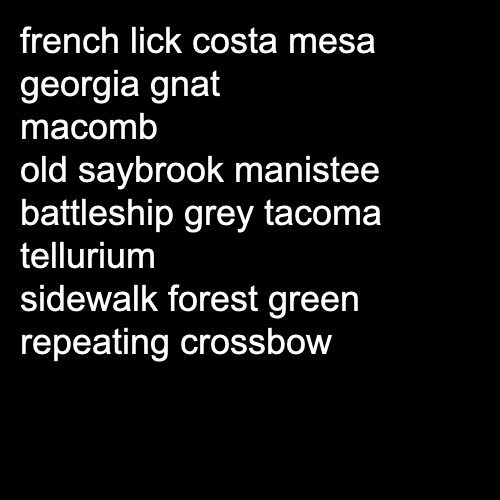 french lick costa mesa
georgia gnat
macomb
old saybrook manistee
battleship grey tacoma
tellurium
sidewalk forest green
repeating crossbow